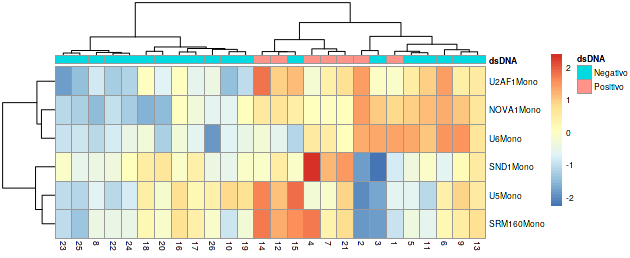 dsDNA
U2AF1Mono
NOVA1Mono
U6Mono
SND1Mono
U5Mono
SRM160Mono
23 25 8 22 24 18 20 16 17 26 10 19 14 12 15 4 7 21 2 3 1 5 11 6 9 13
2
1
0
-1
-2
dsDNA
Negativo
Positivo